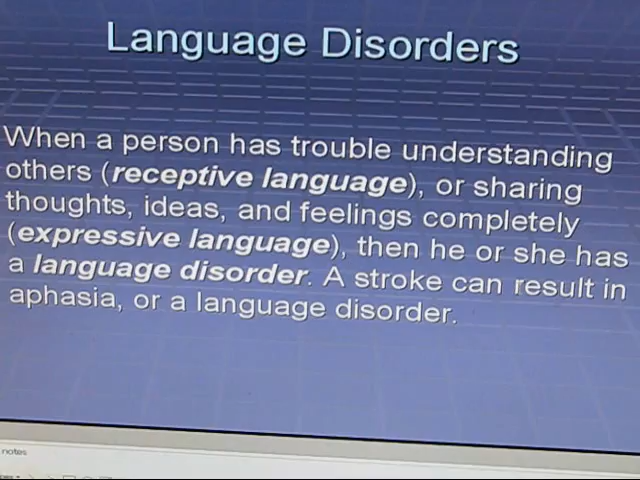 Language Disorders
When a person has trouble understanding
others (receptive language), or sharing
thoughts, ideas, and feelings completely
(expressive language), then he or she has
a language disorder. A stroke can result in
aphasia, or a language disorder.
notes